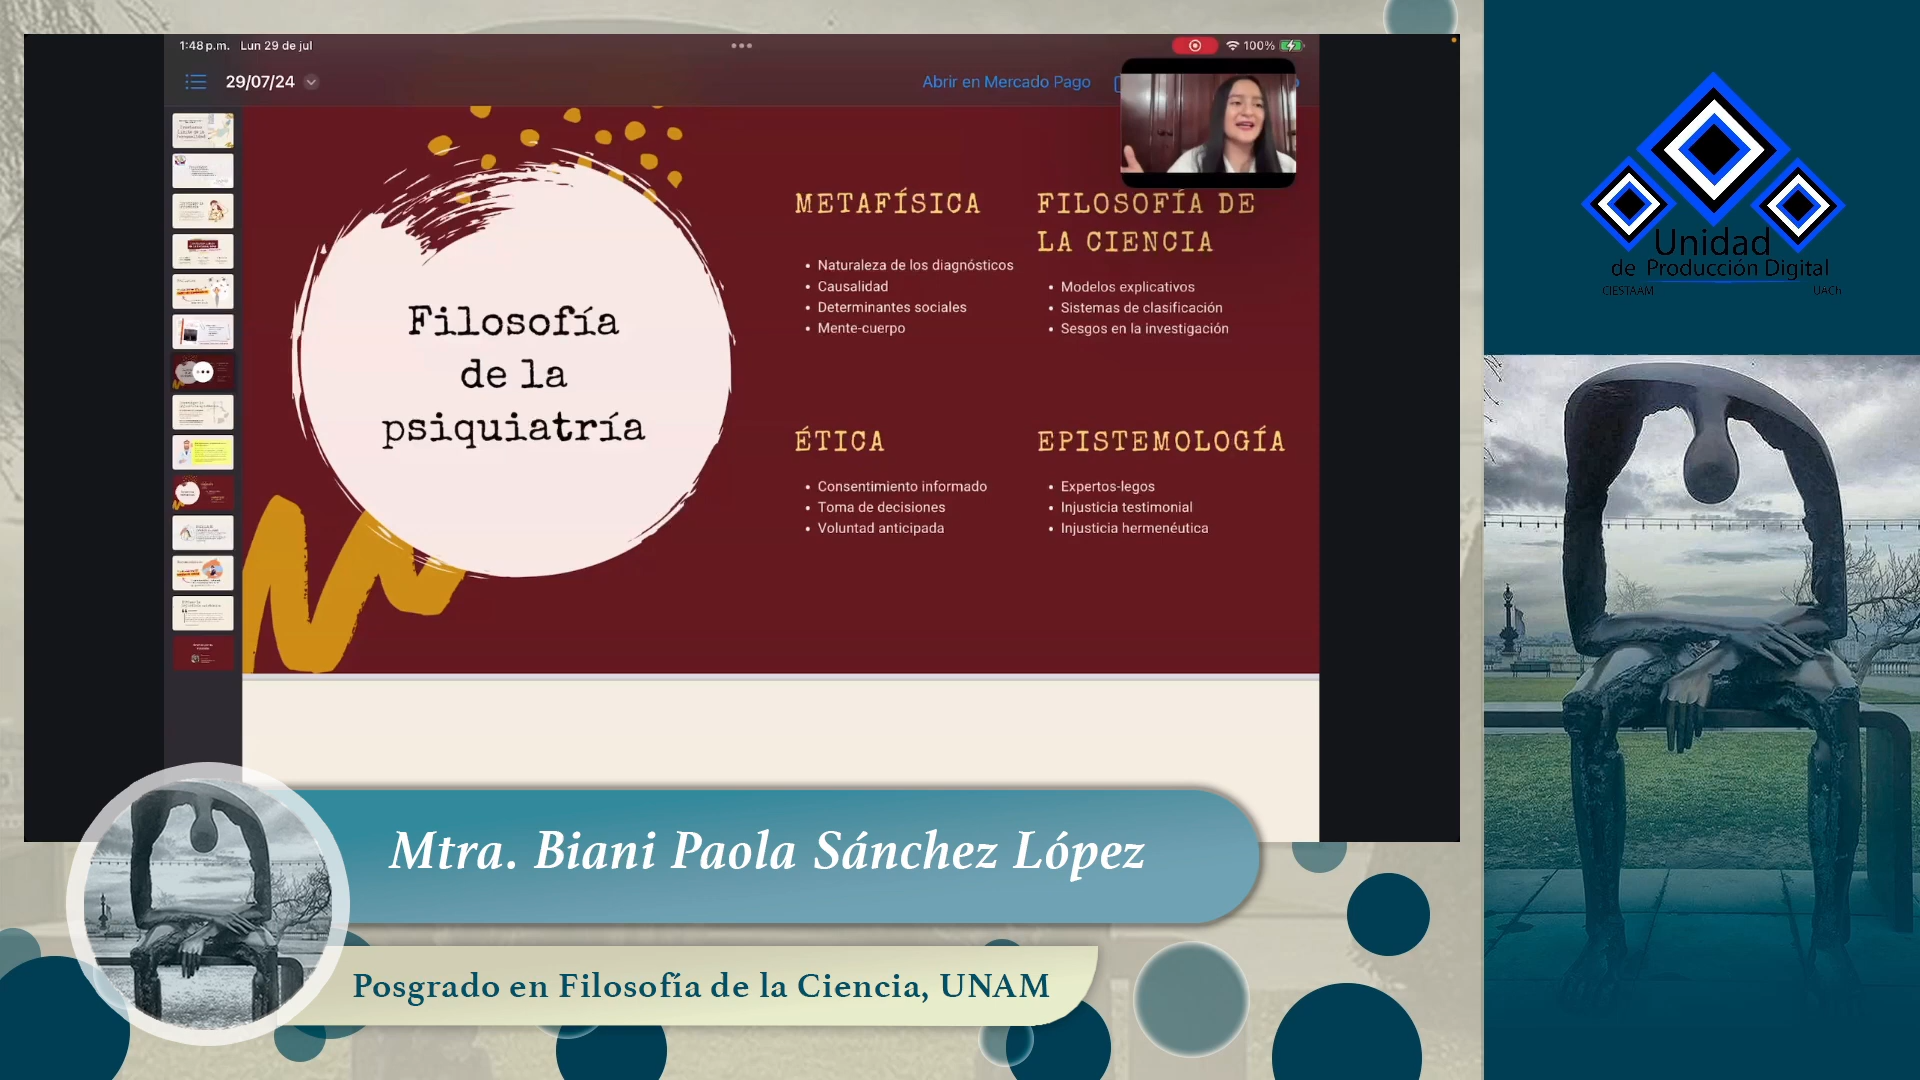 1:48 p.m. Lun 29 de jul
100%
29/07/24
Abrir en Mercado Pago
Filosofía
de la
psiquiatría
METAFÍSICA
Naturaleza de los diagnósticos
Causalidad
Determinantes sociales
Mente-cuerpo
FILOSOFÍA DE
LA CIENCIA
Modelos explicativos
Sistemas de clasificación
Sesgos en la investigación
ÉTICA
Consentimiento informado
Toma de decisiones
Voluntad anticipada
EPISTEMOLOGÍA
Expertos-legos
Injusticia testimonial
Injusticia hermenéutica
Mtra. Biani Paola Sánchez López
Posgrado en Filosofía de la Ciencia, UNAM
Unidad
de Producción Digital
CIESTAAM UACh